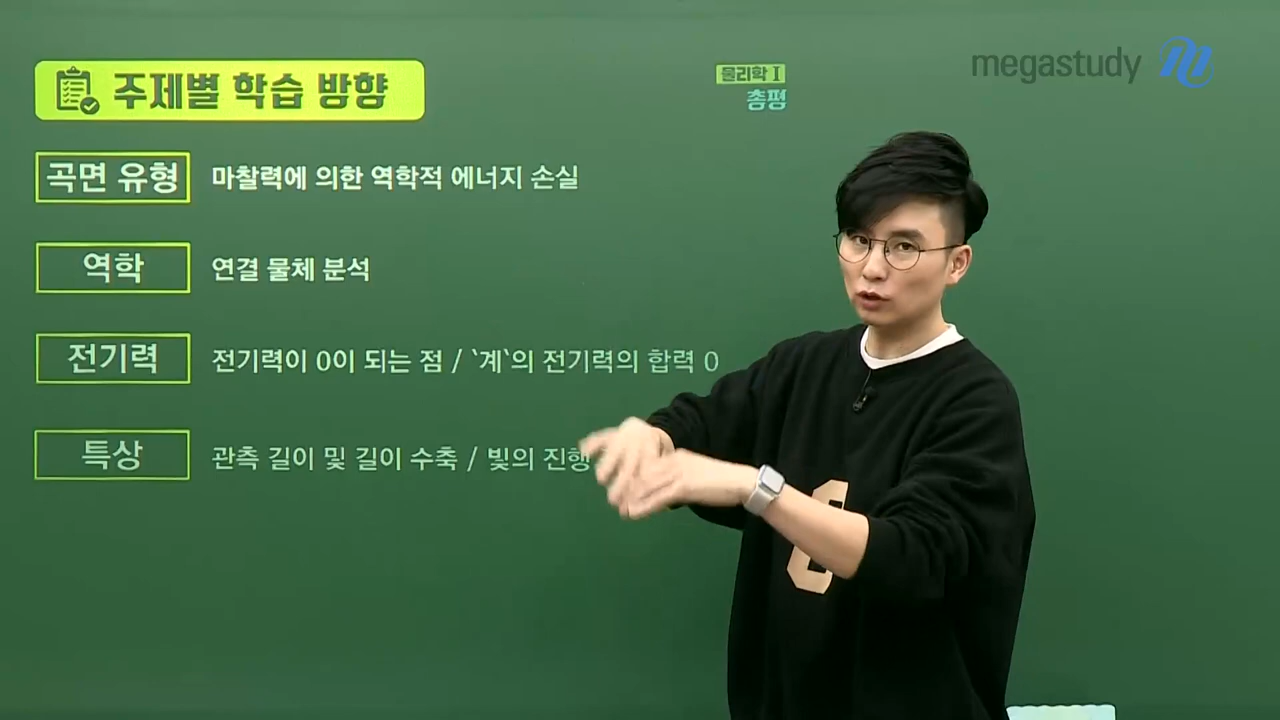 주제별 학습 방향
물리학 I
총평
megastudy
곡면 유형
마찰력에 의한 역학적 에너지 손실
역학
연결 물체 분석
전기력
전기력이 0이 되는 점 / `계`의 전기력의 합력 0
특상
관측 길이 및 길이 수축 / 빛의 진행
C